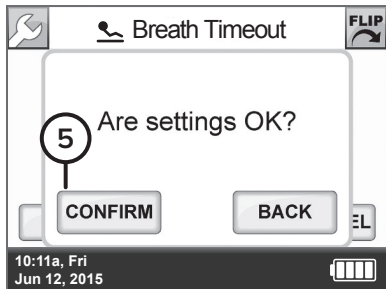 Breath Timeout
FLIP
Are settings OK?
5
CONFIRM
BACK
EL
10:11a, Fri
Jun 12, 2015